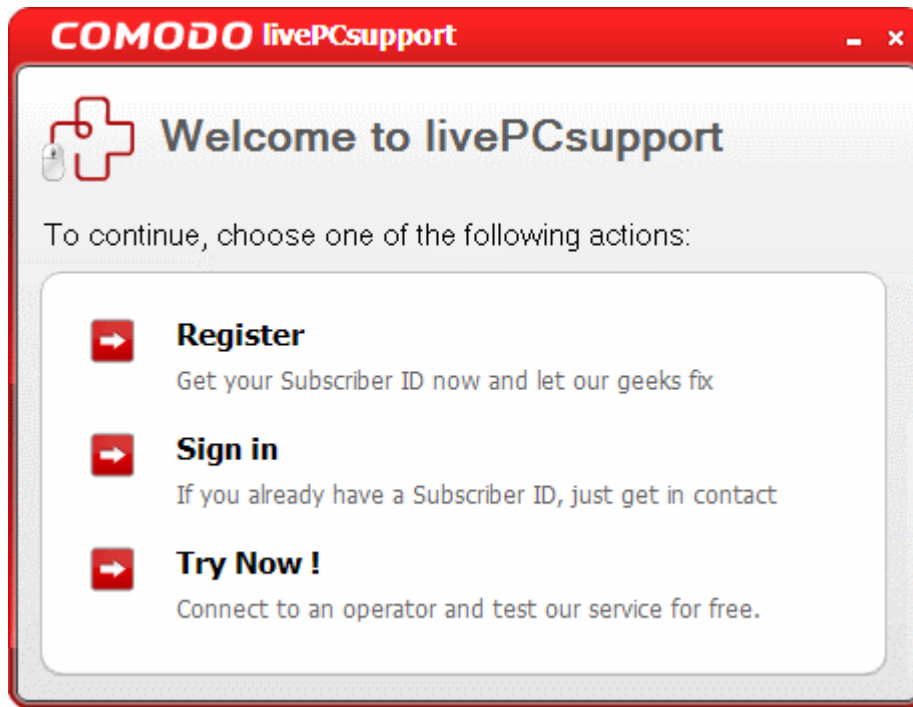 COMODO livePCsupport
Welcome to livePCsupport
To continue, choose one of the following actions:
Register
Get your Subscriber ID now and let our geeks fix
Sign in
If you already have a Subscriber ID, just get in contact
Try Now !
Connect to an operator and test our service for free.